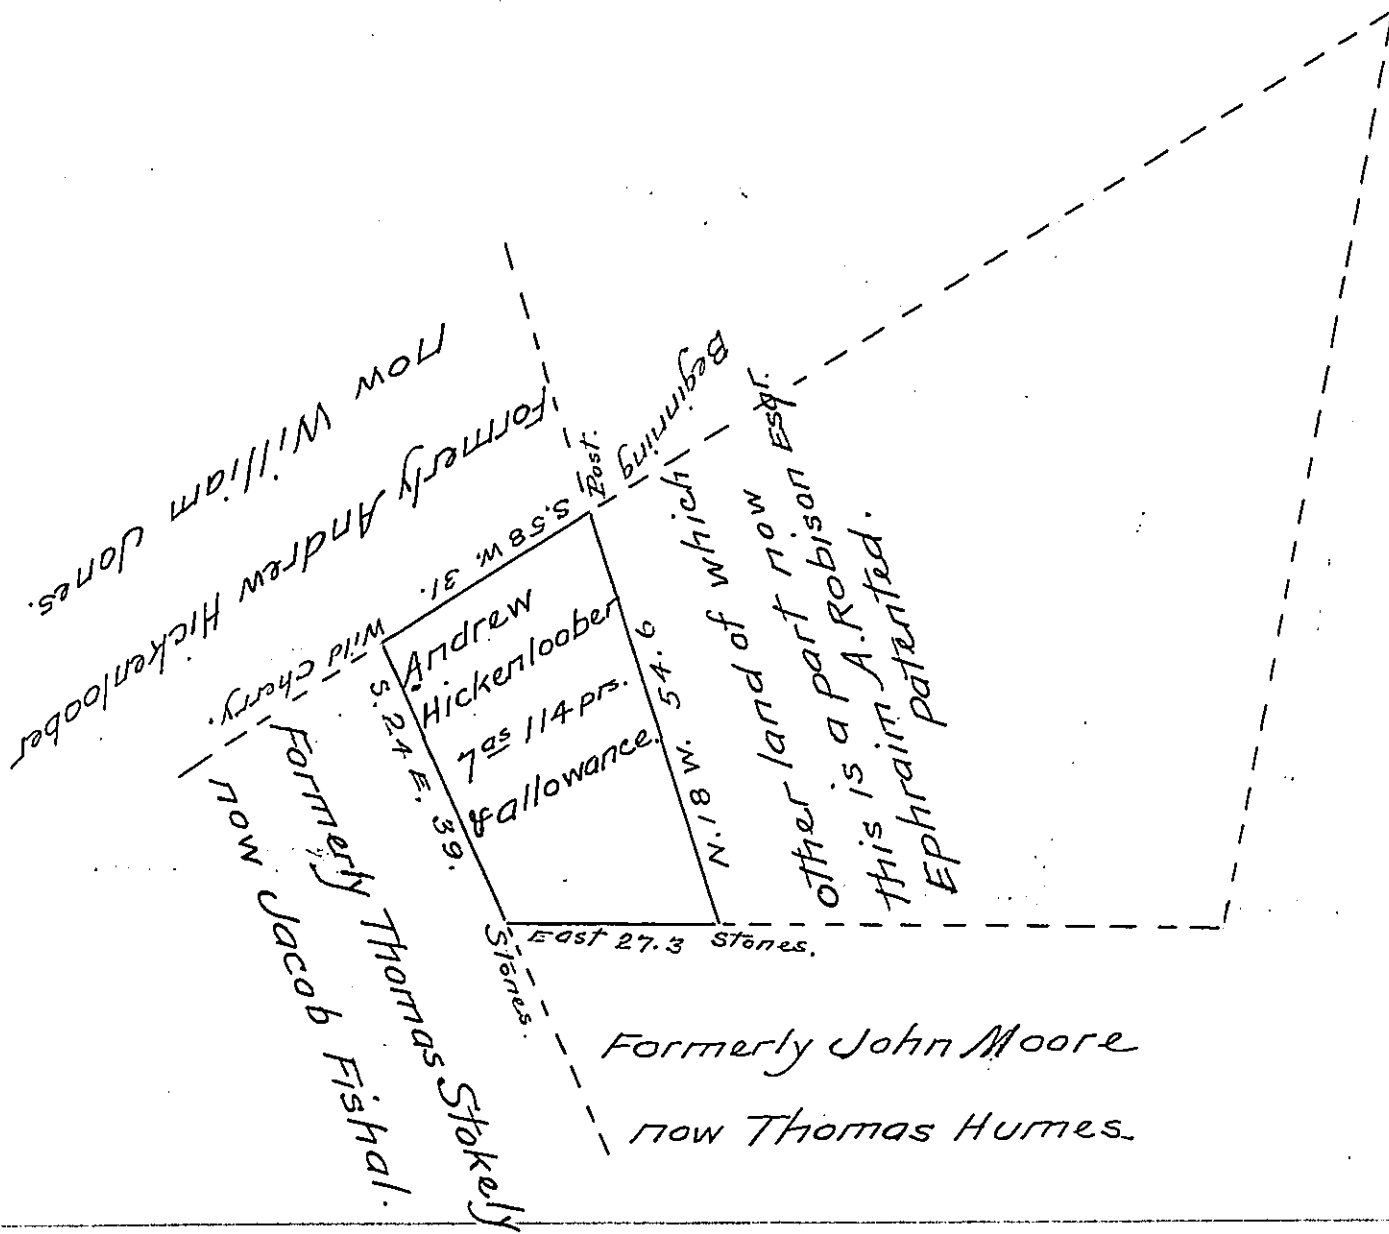 now William Jones.
Formerly Andrew Hickenloober
Beginning
Post.
S. 58 W. 31.
Wild Cherry.
Andrew
Hickenloober
7as 114 prs.
& allowance.
S. 24 E. 39.
N. 18 W. 54.6
other land of which
this is a part now
Ephraim A. Robison Esqr.
patented.
East 27.3
Stones.
Stones.
Formerly Thomas Stokely
now Jacob Fishal.
Formerly John Moore
now Thomas Humes.